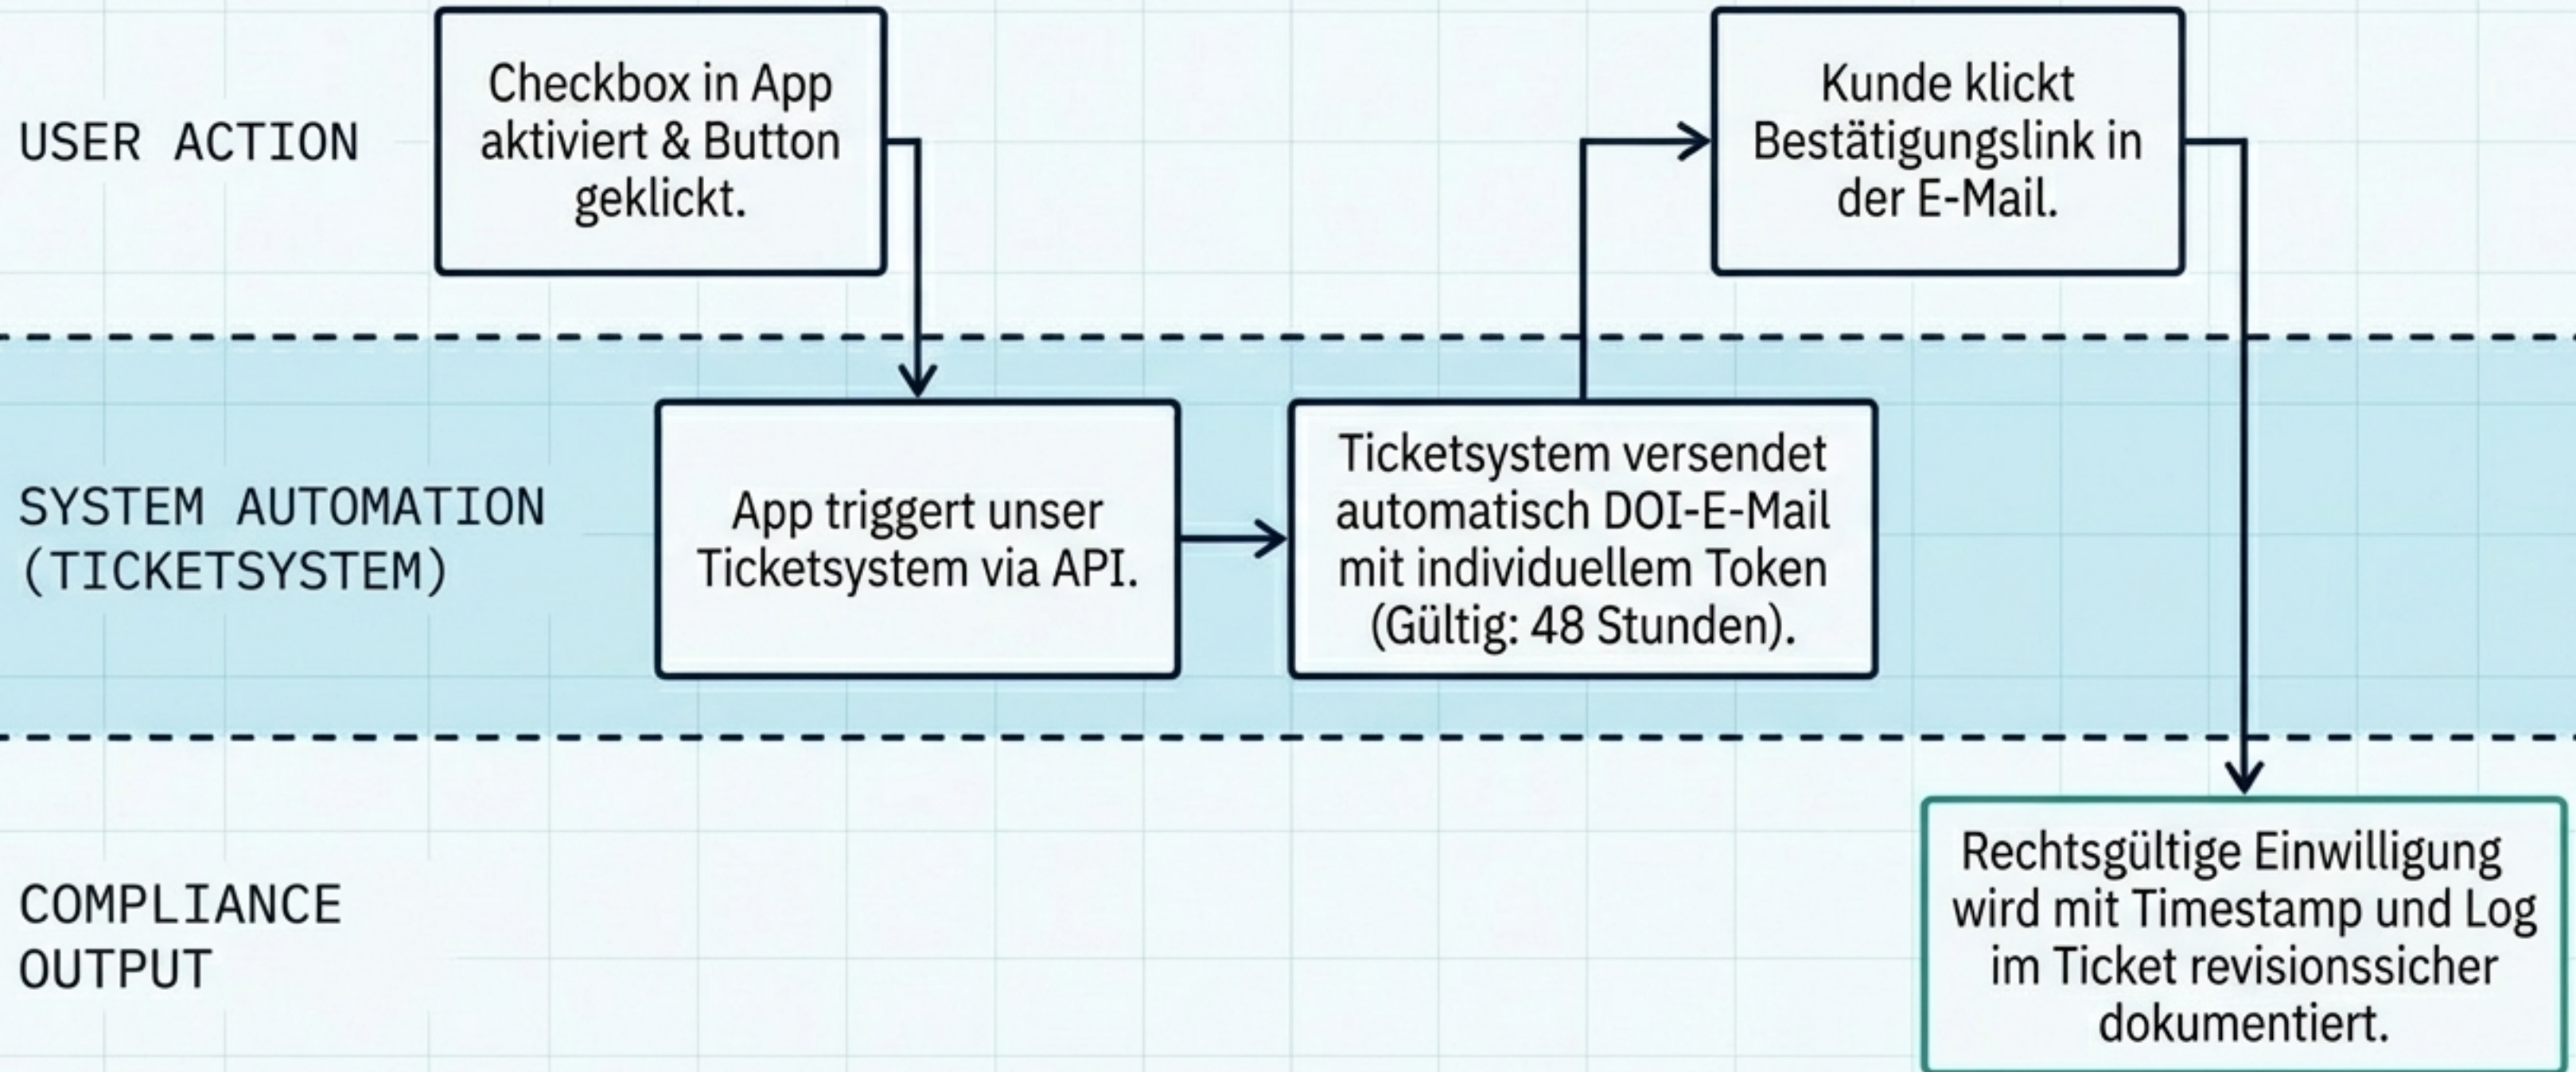 USER ACTION
Checkbox in App
aktiviert & Button
geklickt.
Kunde klickt
Bestätigungslink in
der E-Mail.
SYSTEM AUTOMATION
(TICKETSYSTEM)
App triggert unser
Ticketsystem via API.
Ticketsystem versendet
automatisch DOI-E-Mail
mit individuellem Token
(Gültig: 48 Stunden).
COMPLIANCE
OUTPUT
Rechtsgültige Einwilligung
wird mit Timestamp und Log
im Ticket revisionssicher
dokumentiert.